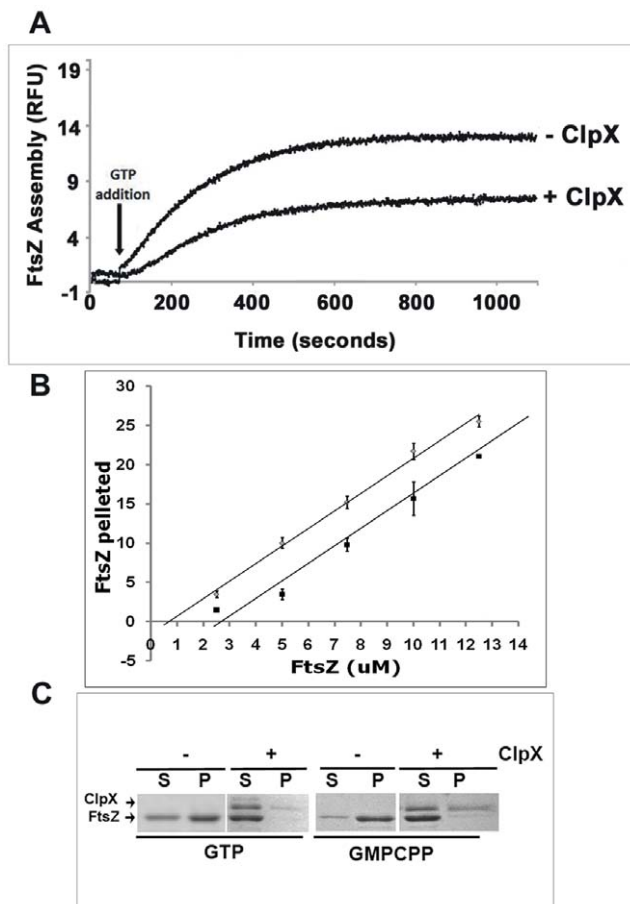 A
FtsZ Assembly (RFU)
19
14
9
4
-1
GTP
addition
- ClpX
+ ClpX
200 400 600 800 1000
Time (seconds)
B
FtsZ pelleted
30
25
20
15
10
5
0
-5
0 1 2 3 4 5 6 7 8 9 10 11 12 13 14
FtsZ (uM)
C
- + - + ClpX
S P S P S P S P
ClpX
FtsZ
GTP GMPCPP